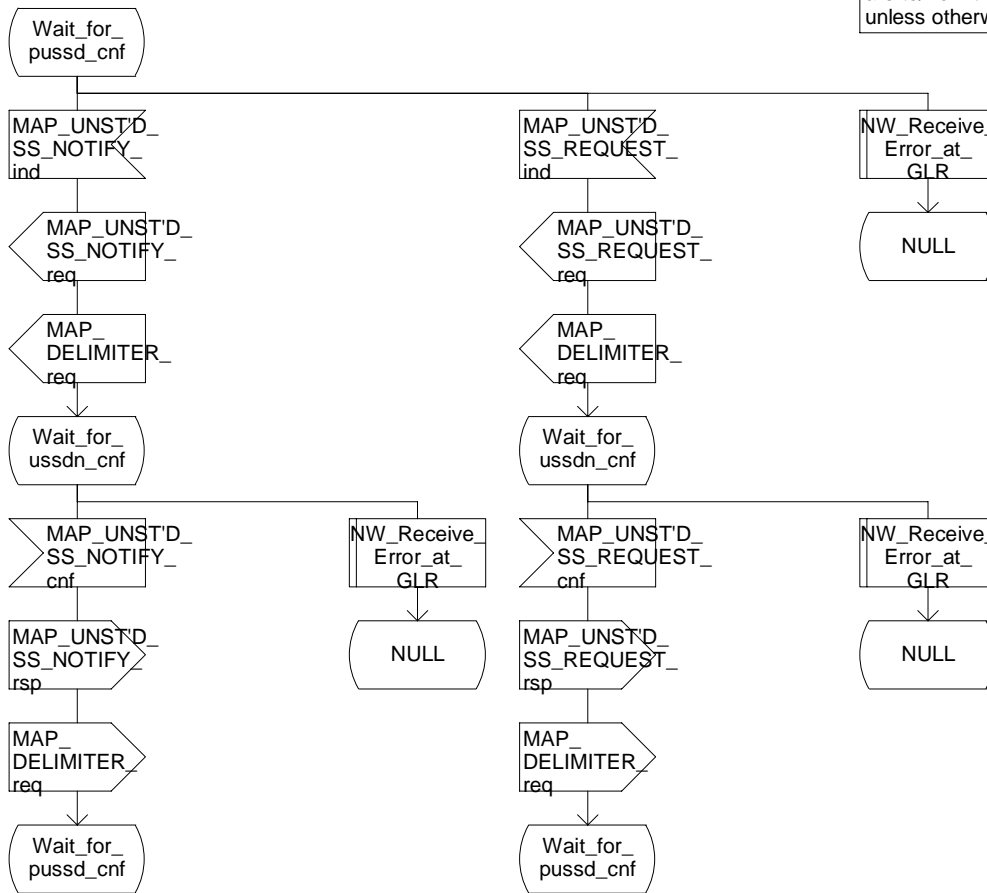 unless otherw
Wait_for_
pussd_cnf
MAP_UNST'D_
SS_NOTIFY_
ind
MAP_UNST'D_
SS_REQUEST_
ind
NW_Receive_
Error_at_
GLR
MAP_UNST'D_
SS_NOTIFY_
req
MAP_UNST'D_
SS_REQUEST_
req
NULL
MAP_
DELIMITER_
req
MAP_
DELIMITER_
req
Wait_for_
ussdn_cnf
Wait_for_
ussdn_cnf
MAP_UNST'D_
SS_NOTIFY_
cnf
NW_Receive_
Error_at_
GLR
MAP_UNST'D_
SS_REQUEST_
cnf
NW_Receive_
Error_at_
GLR
MAP_UNST'D_
SS_NOTIFY_
rsp
NULL
MAP_UNST'D_
SS_REQUEST_
rsp
NULL
MAP_
DELIMITER_
req
MAP_
DELIMITER_
req
Wait_for_
pussd_cnf
Wait_for_
pussd_cnf